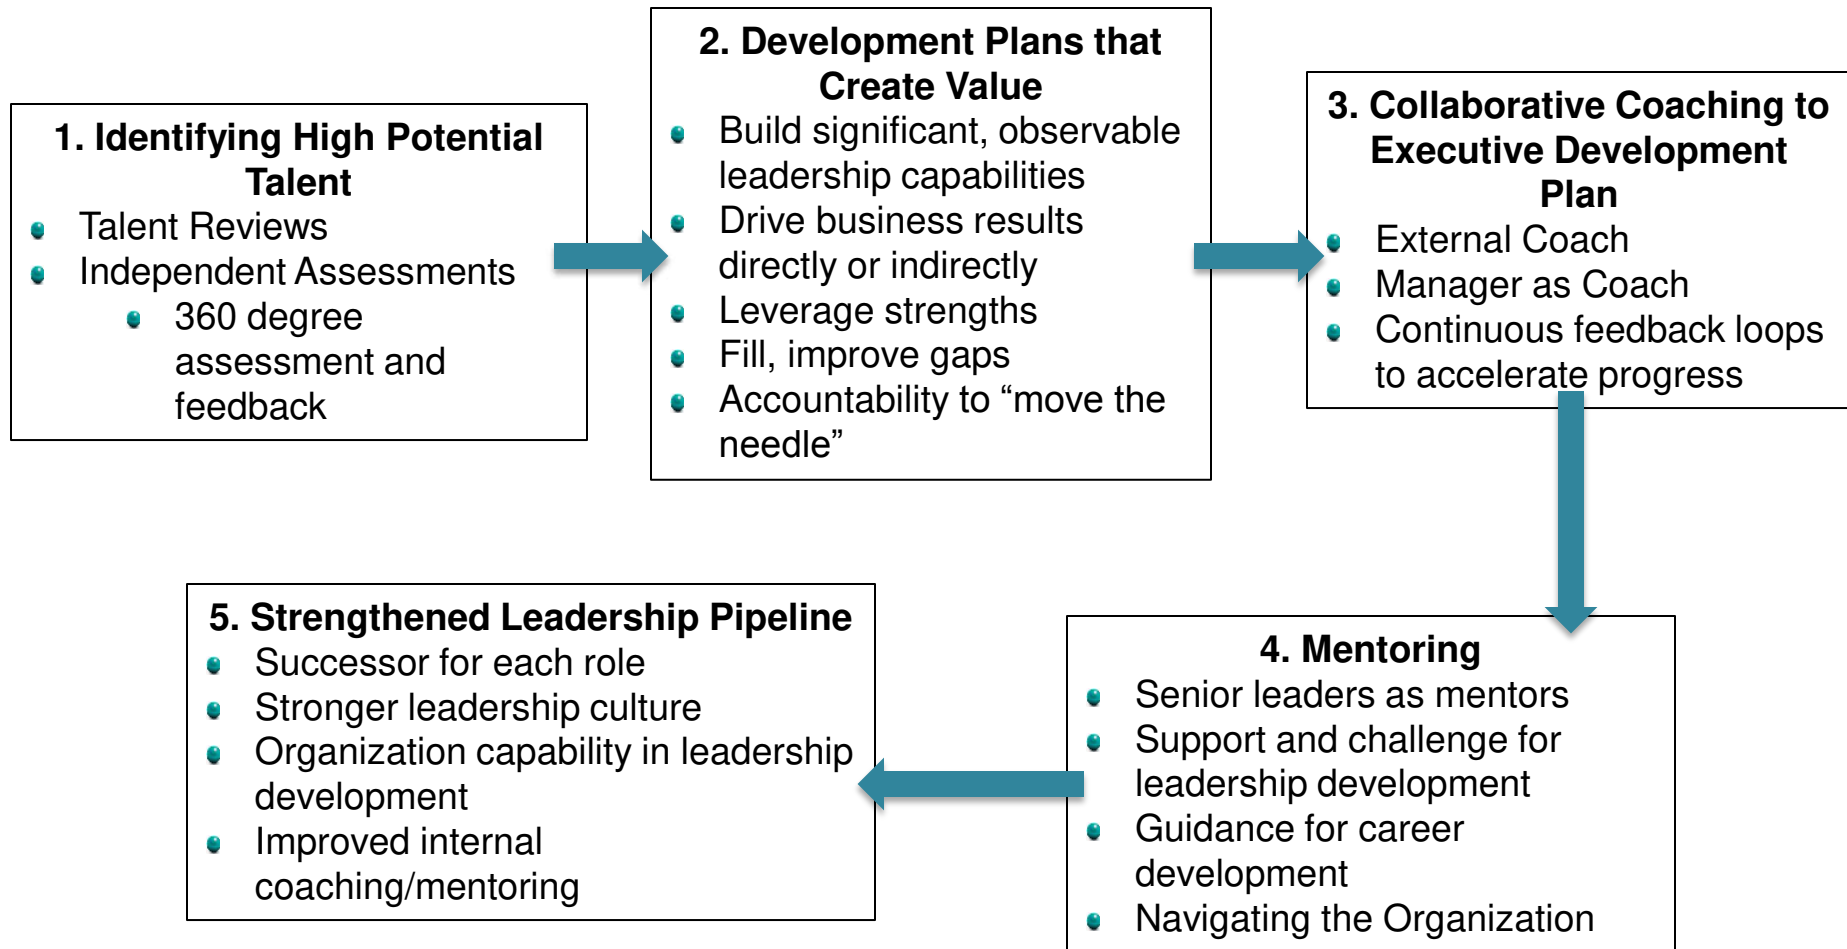 1. Identifying High Potential
Talent
Talent Reviews
Independent Assessments
360 degree
assessment and
feedback
2. Development Plans that
Create Value
Build significant, observable
leadership capabilities
Drive business results
directly or indirectly
Leverage strengths
Fill, improve gaps
Accountability to “move the
needle”
3. Collaborative Coaching to
Executive Development
Plan
External Coach
Manager as Coach
Continuous feedback loops
to accelerate progress
4. Mentoring
Senior leaders as mentors
Support and challenge for
leadership development
Guidance for career
development
Navigating the Organization
5. Strengthened Leadership Pipeline
Successor for each role
Stronger leadership culture
Organization capability in leadership
development
Improved internal
coaching/mentoring